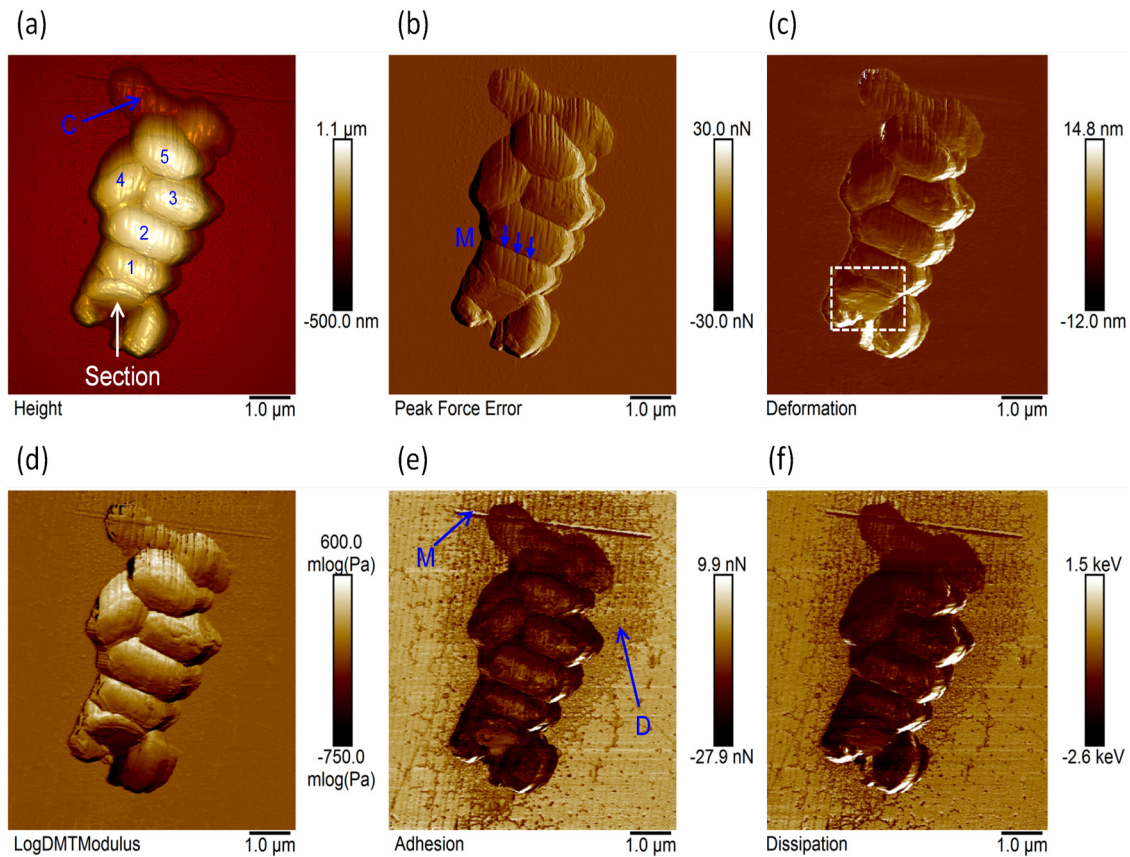 (a)
(b)
(c)
C
5
4
3
2
1
Section
1.1 µm
-500.0 nm
Height
1.0 µm
M
30.0 nN
-30.0 nN
Peak Force Error
1.0 µm
14.8 nm
-12.0 nm
Deformation
1.0 µm
(d)
(e)
(f)
600.0
mlog(Pa)
-750.0
mlog(Pa)
LogDMTModulus
1.0 µm
M
D
9.9 nN
-27.9 nN
Adhesion
1.0 µm
1.5 keV
-2.6 keV
Dissipation
1.0 µm